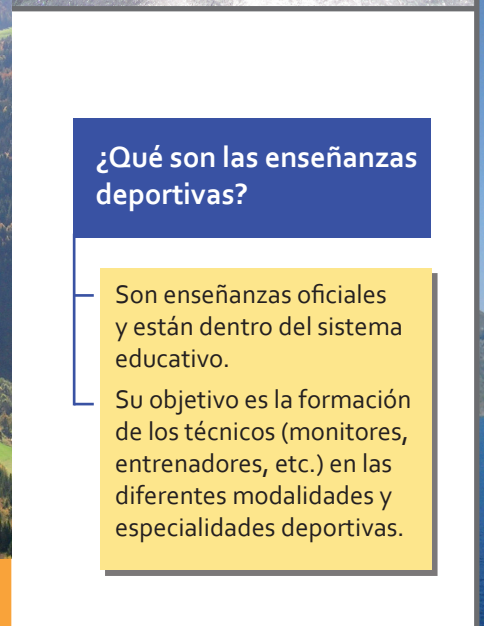 ¿Qué son las enseñanzas
deportivas?
Son enseñanzas oficiales
y están dentro del sistema
educativo.
Su objetivo es la formación
de los técnicos (monitores,
entrenadores, etc.) en las
diferentes modalidades y
especialidades deportivas.